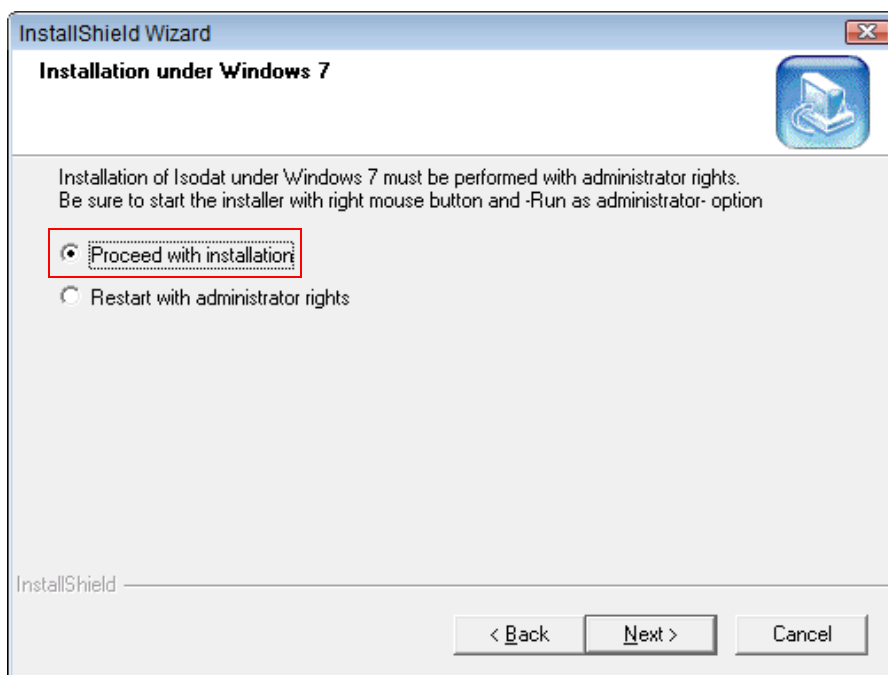 InstallShield Wizard
Installation under Windows 7
Installation of Isodat under Windows 7 must be performed with administrator rights.
Be sure to start the installer with right mouse button and -Run as administrator- option
Proceed with installation
Restart with administrator rights
InstallShield
< Back Next > Cancel